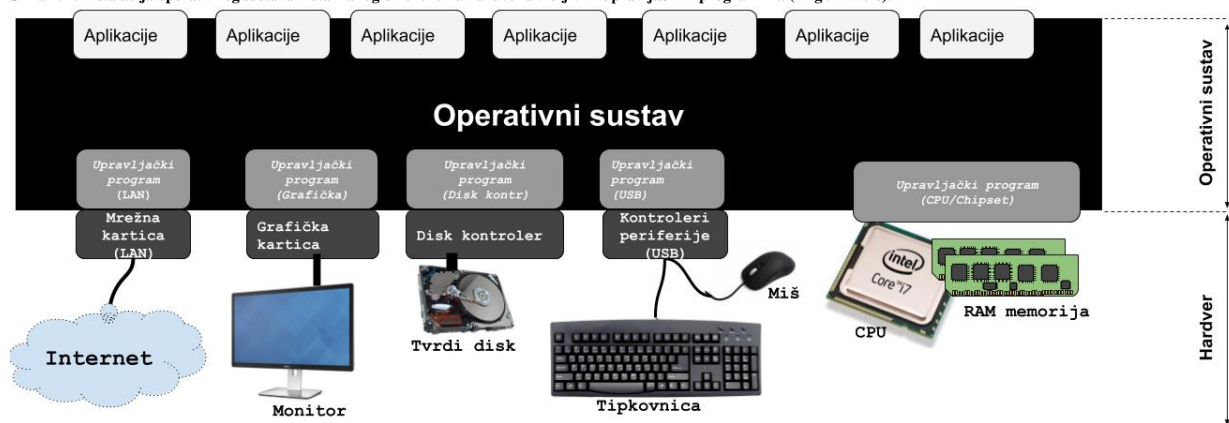 Aplikacije Aplikacije Aplikacije Aplikacije Aplikacije Aplikacije Aplikacije
Operativni sustav
Operativni sustav
Upravljački
program
(LAN)
Upravljački
program
(Grafička)
Upravljački
program
(Disk kontr)
Upravljački
program
(USB)
Upravljački program
(CPU/Chipset)
Mrežna
kartica
(LAN)
Grafička
kartica
Disk kontroler
Kontroleri
periferije
(USB)
Internet
Monitor
Tvrdi disk
Tipkovnica
Miš
intel
Core™i7
CPU
RAM memorija
Hardver